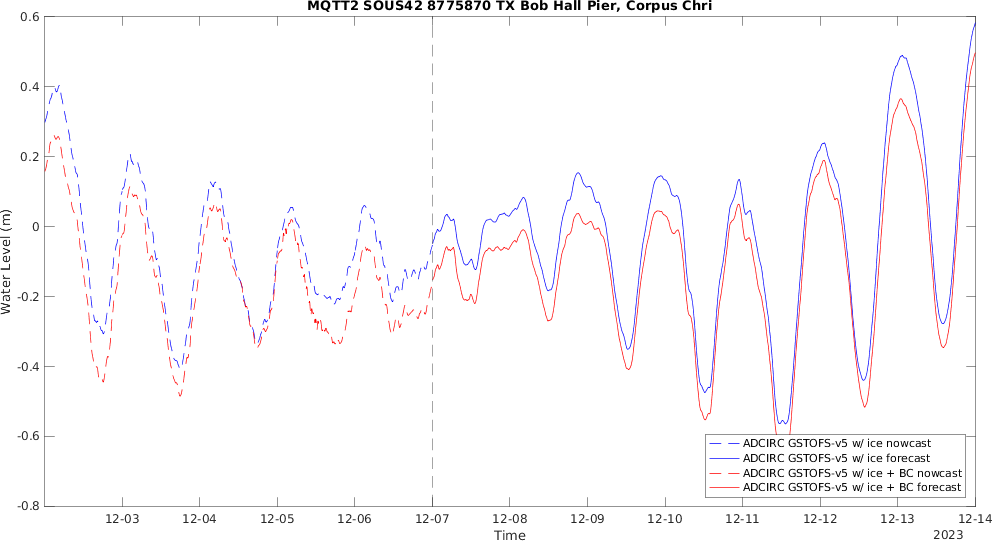 MQTT2 SOUS42 8775870 TX Bob Hall Pier, Corpus Chri
0.6
0.4
0.2
0
-0.2
-0.4
-0.6
-0.8
Water Level (m)
ADCIRC GSTOFS-v5 w/ ice nowcast
ADCIRC GSTOFS-v5 w/ ice forecast
ADCIRC GSTOFS-v5 w/ ice + BC nowcast
ADCIRC GSTOFS-v5 w/ ice + BC forecast
12-03 12-04 12-05 12-06 12-07 12-08 12-09 12-10 12-11 12-12 12-13 12-14
Time
2023